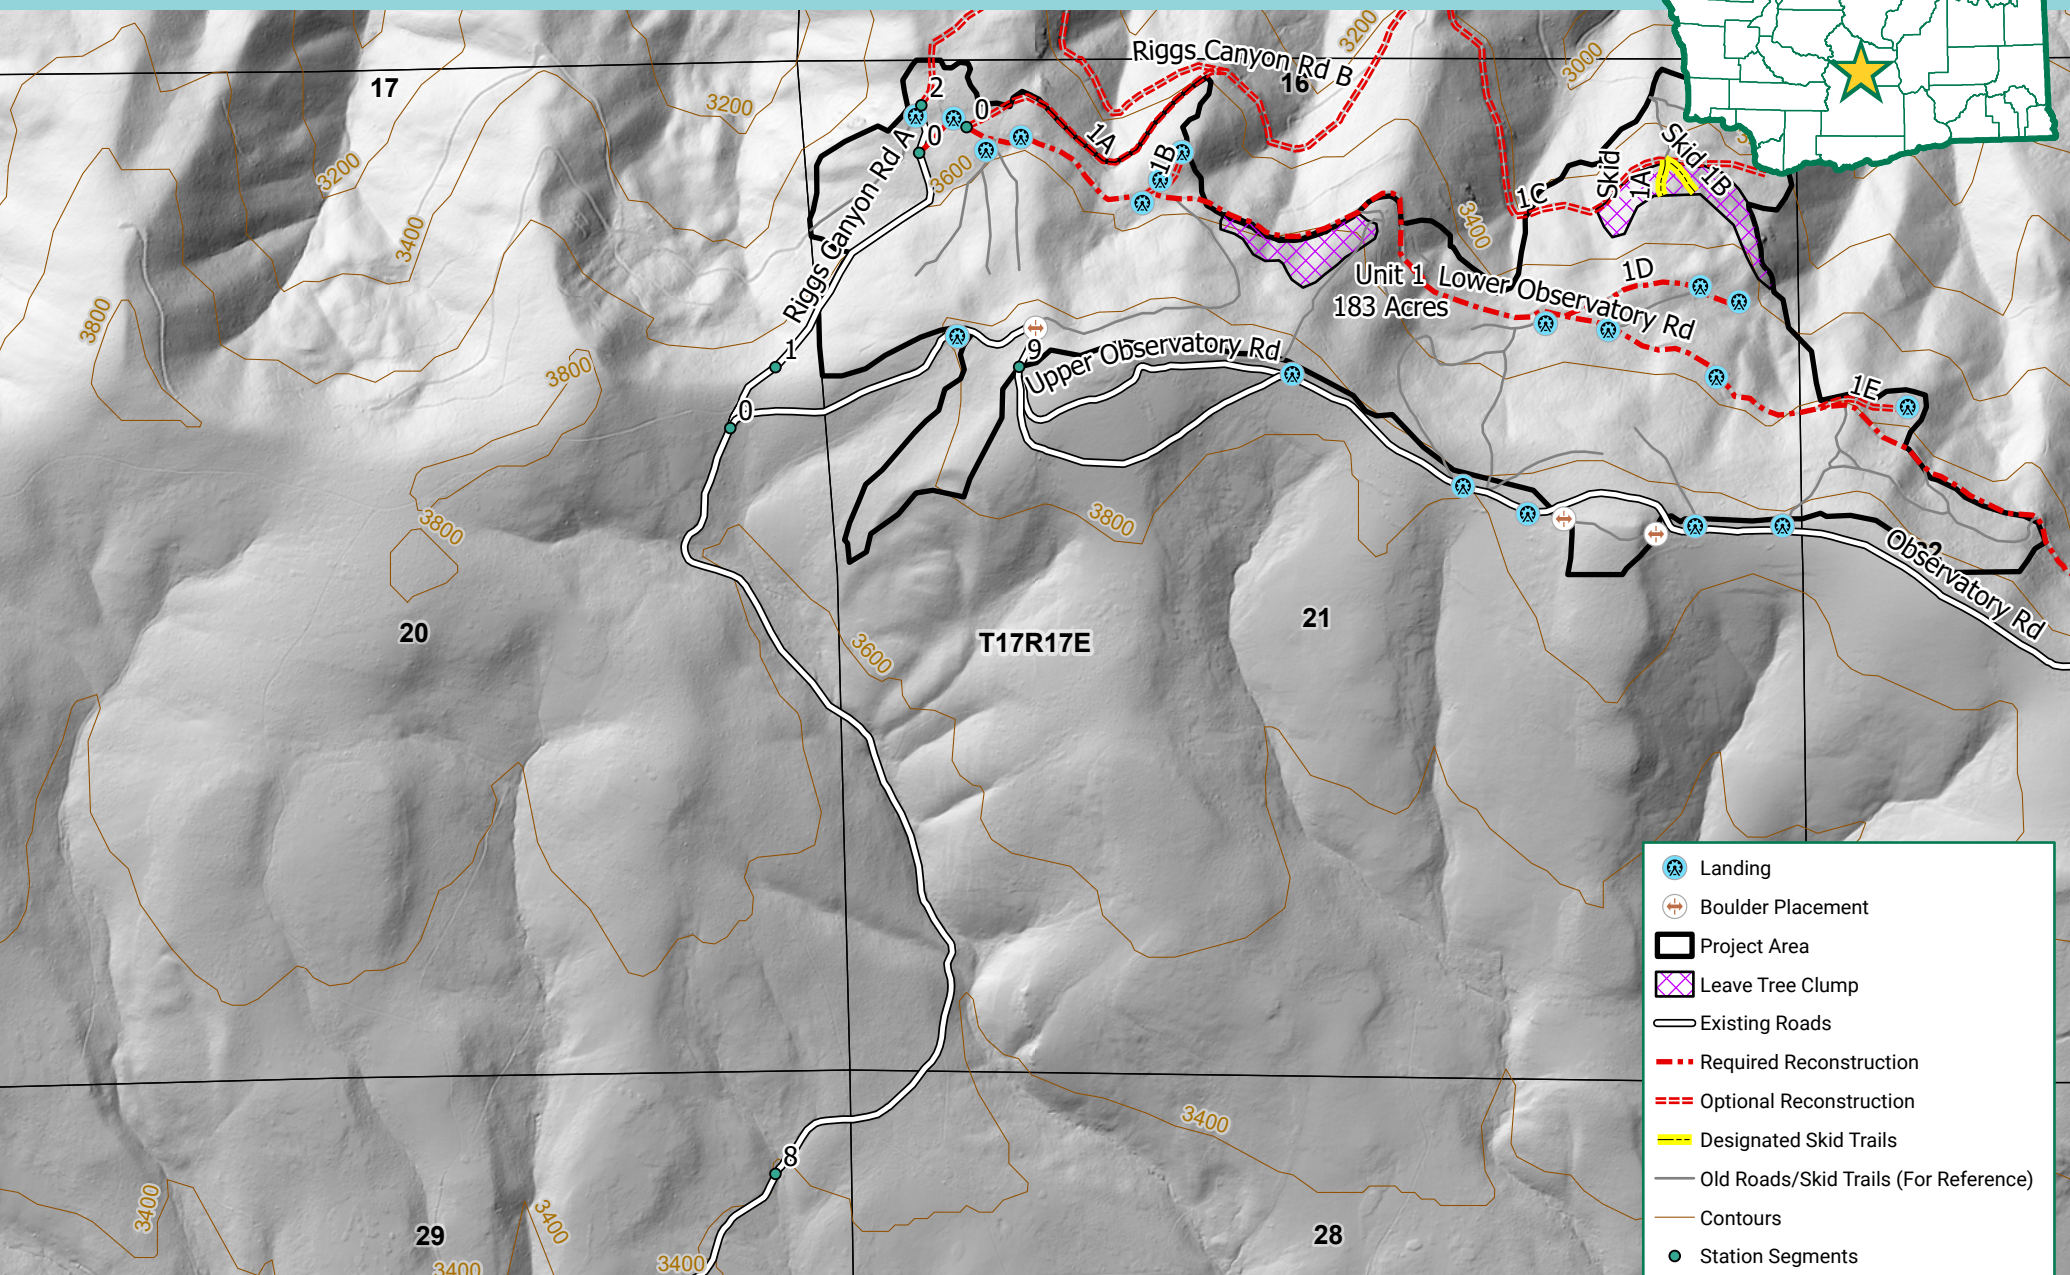 17
3200
3200
3400
3800
3800
3800
Riggs Canyon Rd A
2
0
0
3600
1
0
9
Riggs Canyon Rd B
3200
16
3000
1A
1B
3400
1C
Skid 1A
Skid 1B
1D
Unit 1
183 Acres
Lower Observatory Rd
Upper Observatory Rd
1E
3800
Observatory Rd
20
21
T17R17E
3600
8
3400
3400
3400
3400
3400
29
28
Landing
Boulder Placement
Project Area
Leave Tree Clump
Existing Roads
Required Reconstruction
Optional Reconstruction
Designated Skid Trails
Old Roads/Skid Trails (For Reference)
Contours
Station Segments